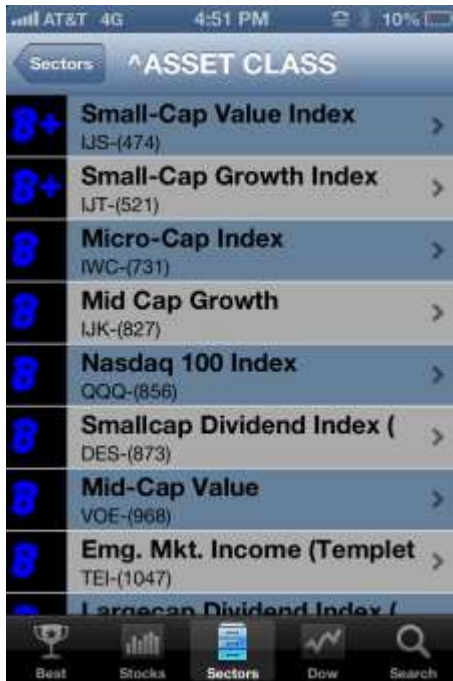 AT&T 4G 4:51 PM 10%
Sectors ^ASSET CLASS
8+ Small-Cap Value Index
IJS-(474)
8+ Small-Cap Growth Index
IJT-(521)
8 Micro-Cap Index
IWC-(731)
8 Mid Cap Growth
IJK-(827)
8 Nasdaq 100 Index
QQQ-(856)
8 Smallcap Dividend Index (
DES-(873)
8 Mid-Cap Value
VOE-(968)
8 Emg. Mkt. Income (Templet
TEI-(1047)
Largecap Dividend Index (
Best Stocks Sectors Dow Search